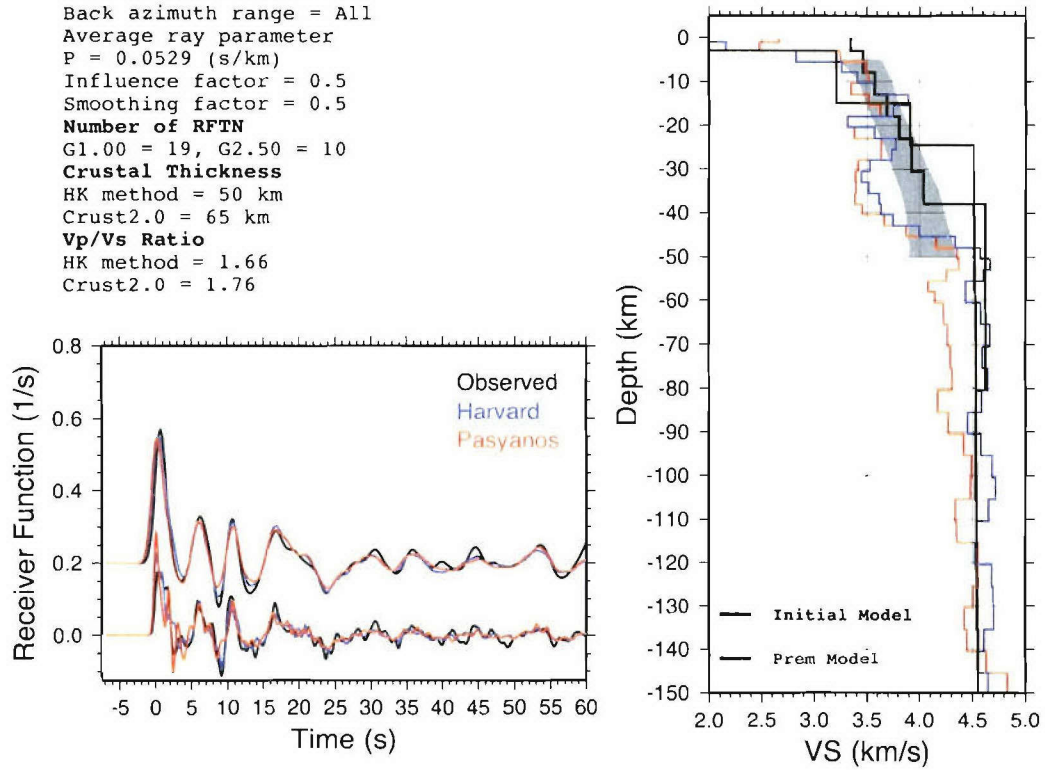 Back azimuth range = All
Average ray parameter
P = 0.0529 (s/km)
Influence factor = 0.5
Smoothing factor = 0.5
Number of RFTN
G1.00 = 19, G2.50 = 10
Crustal Thickness
HK method = 50 km
Crust2.0 = 65 km
Vp/Vs Ratio
HK method = 1.66
Crust2.0 = 1.76
Receiver Function (1/s)
0.8
0.6
0.4
0.2
0.0
Observed
Harvard
Pasyanos
-5 0 5 10 15 20 25 30 35 40 45 50 55 60
Time (s)
Depth (km)
0
-10
-20
-30
-40
-50
-60
-70
-80
-90
-100
-110
-120
-130
-140
-150
Initial Model
Prem Model
2.0 2.5 3.0 3.5 4.0 4.5 5.0
VS (km/s)